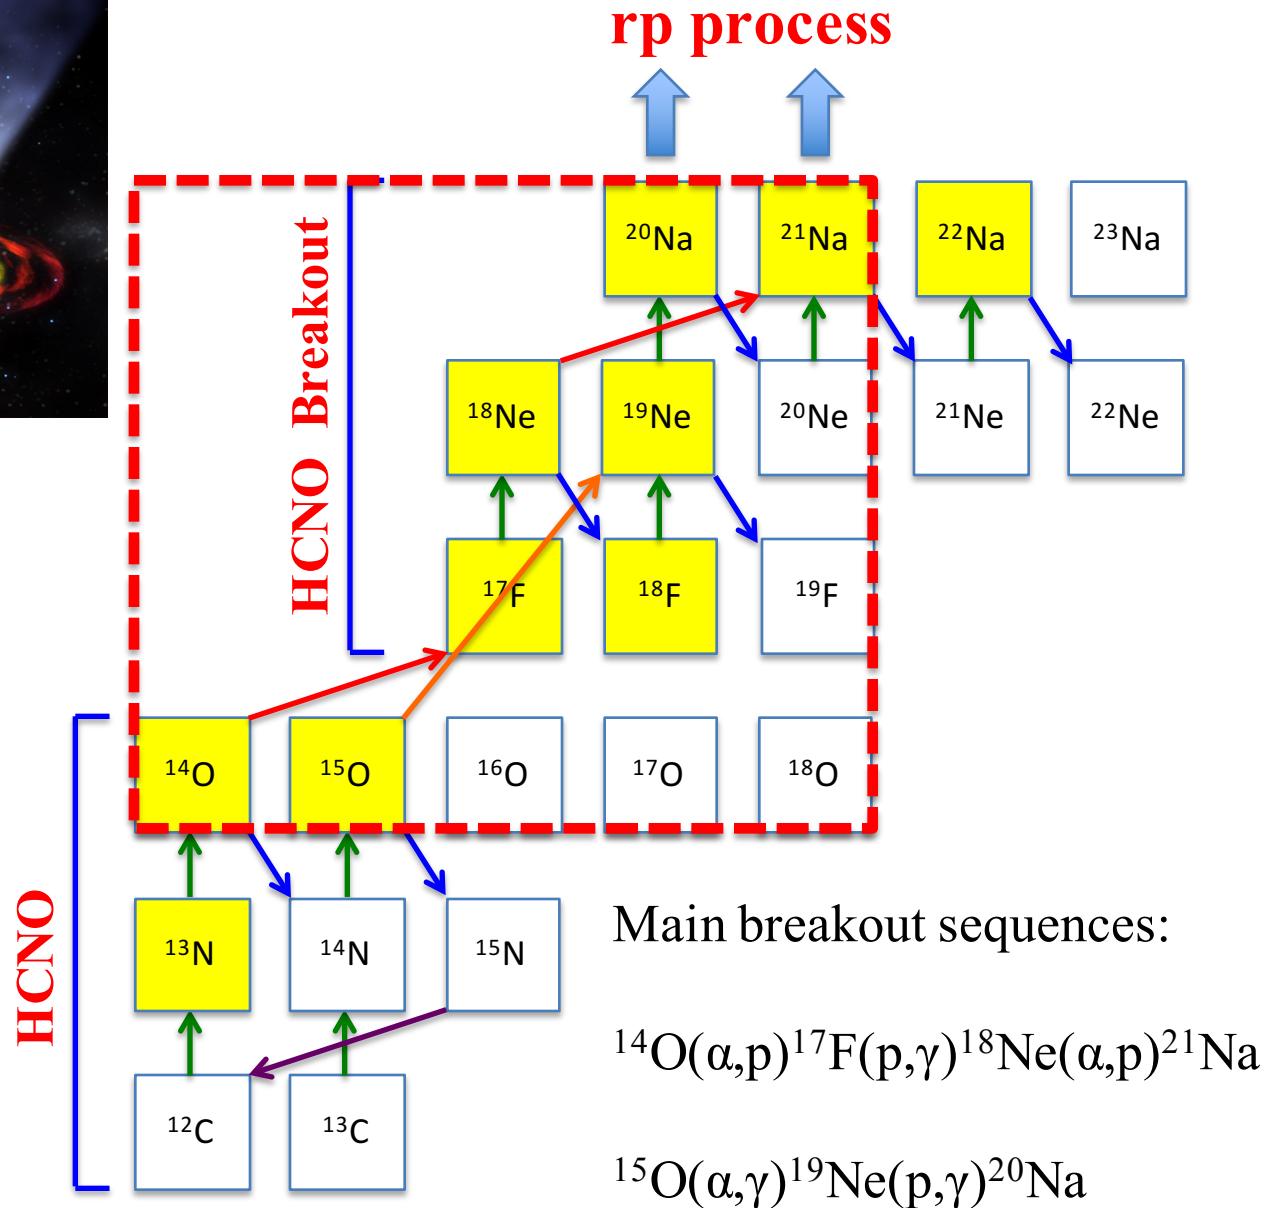 rp process
HCNO Breakout
²⁰Na ²¹Na ²²Na ²³Na
¹⁸Ne ¹⁹Ne ²⁰Ne ²¹Ne ²²Ne
¹⁷F ¹⁸F ¹⁹F
¹⁴O ¹⁵O ¹⁶O ¹⁷O ¹⁸O
HCNO
¹³N ¹⁴N ¹⁵N
¹²C ¹³C
Main breakout sequences:
¹⁴O(α,p)¹⁷F(p,γ)¹⁸Ne(α,p)²¹Na
¹⁵O(α,γ)¹⁹Ne(p,γ)²⁰Na